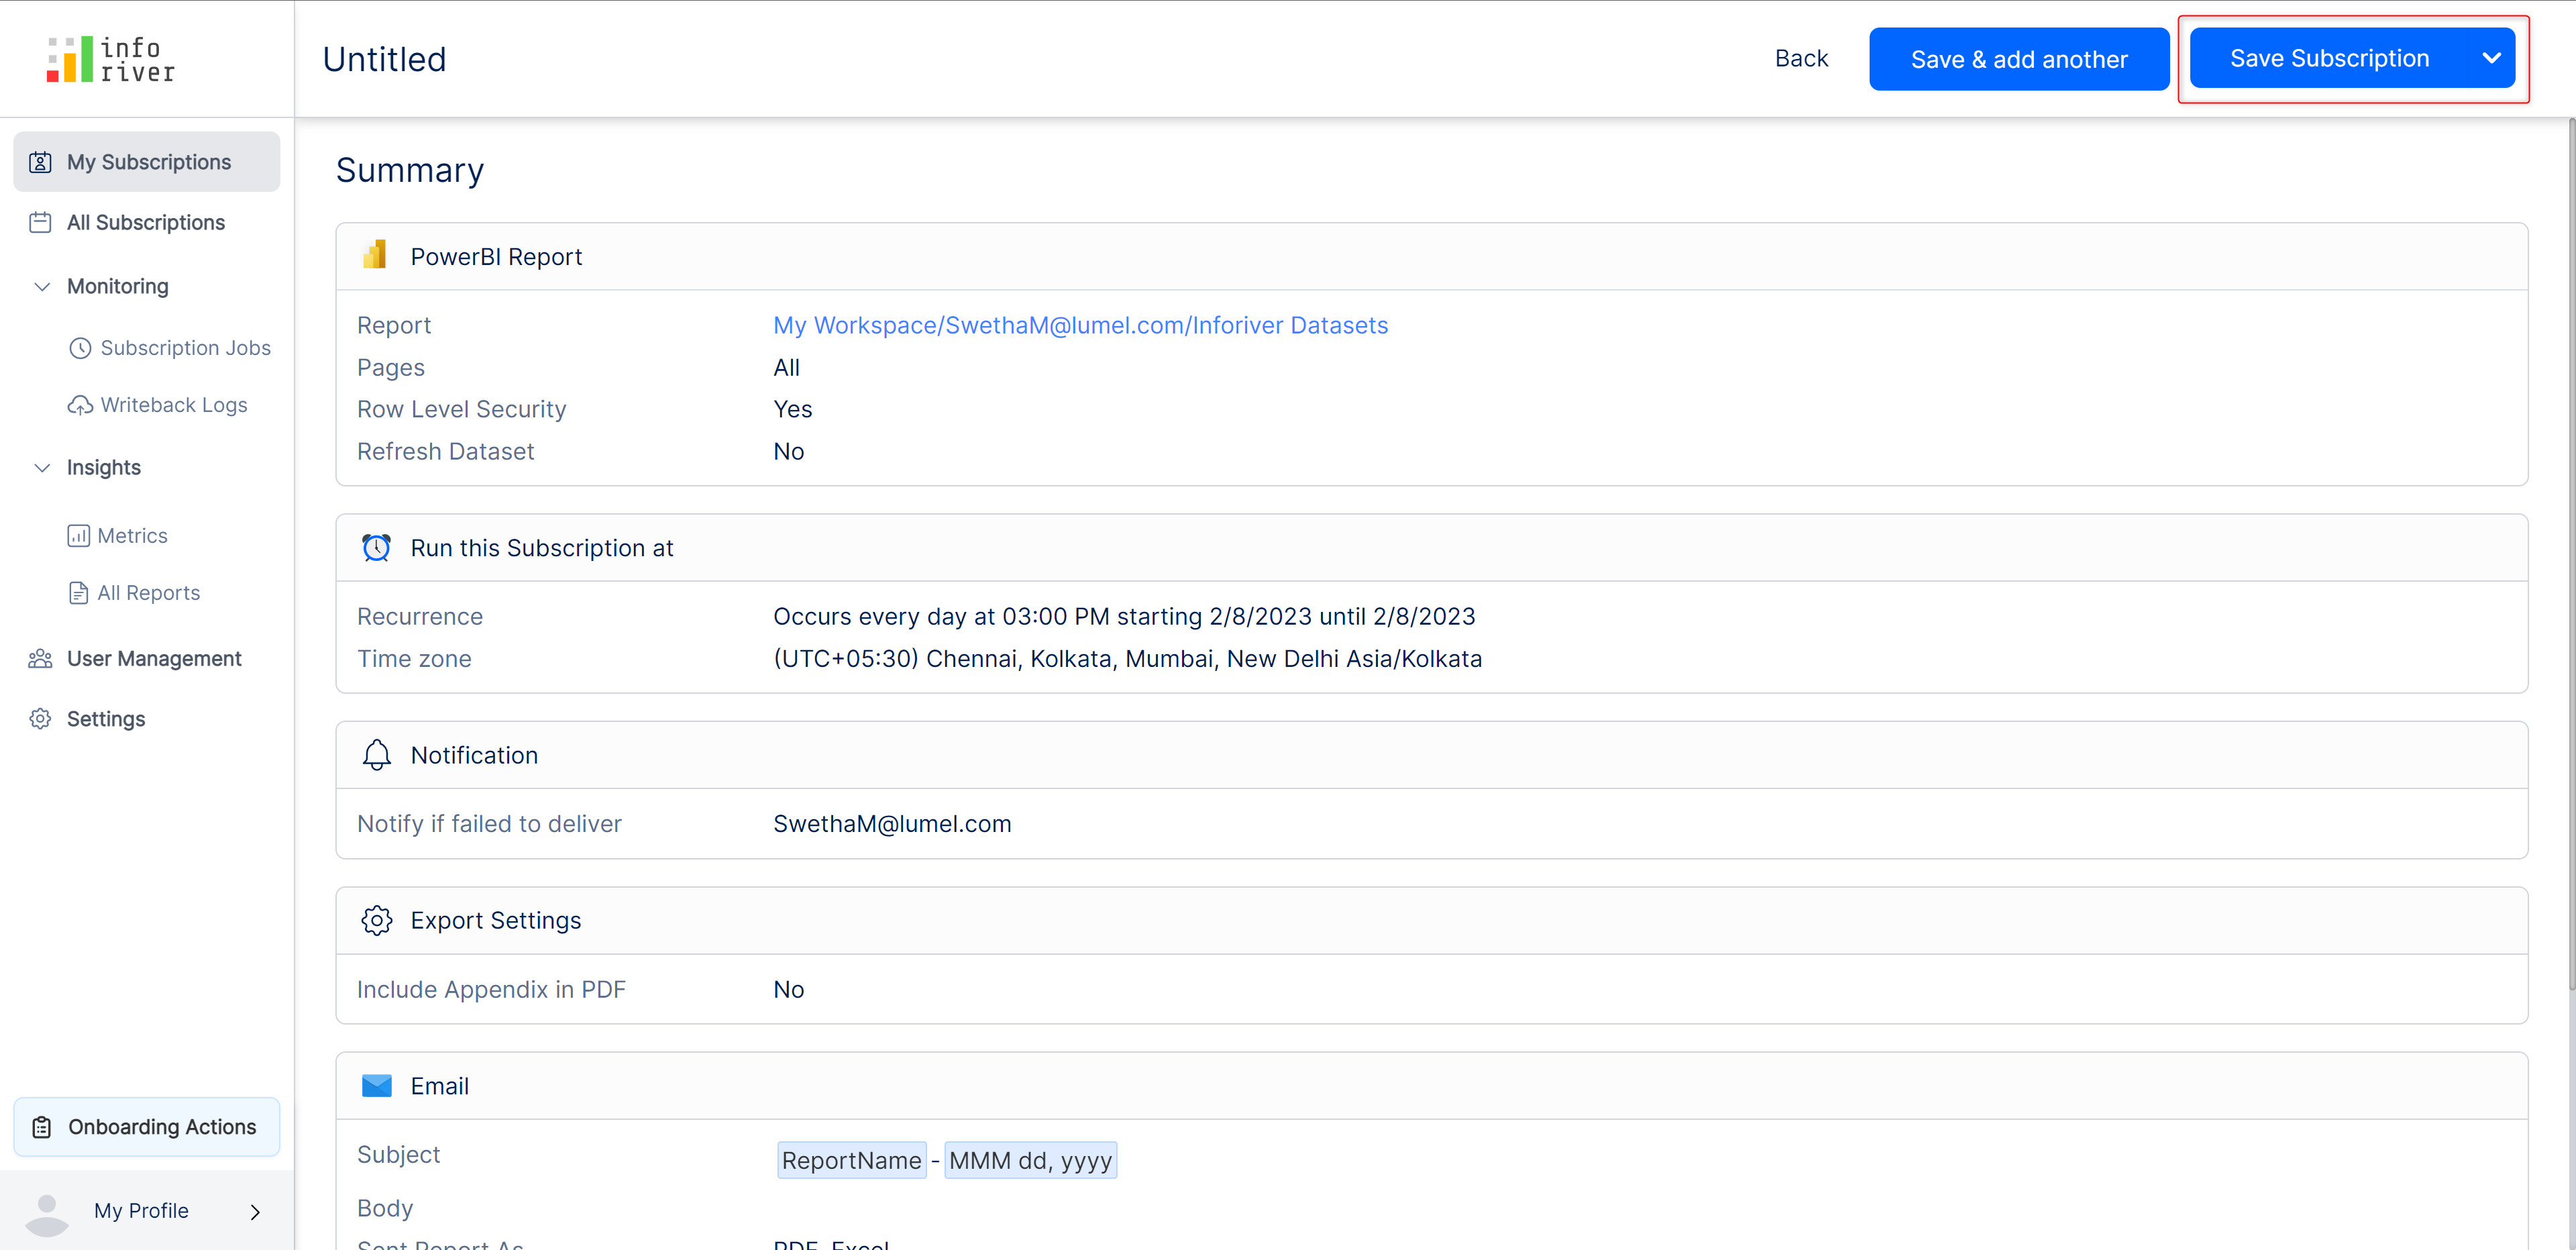 info
river
Untitled
Back
Save & add another
Save Subscription
My Subscriptions
All Subscriptions
Monitoring
Subscription Jobs
Writeback Logs
Insights
Metrics
All Reports
User Management
Settings
Onboarding Actions
My Profile
Summary
PowerBI Report
Report My Workspace/SwethaM@lumel.com/Inforiver Datasets
Pages All
Row Level Security Yes
Refresh Dataset No
Run this Subscription at
Recurrence Occurs every day at 03:00 PM starting 2/8/2023 until 2/8/2023
Time zone (UTC+05:30) Chennai, Kolkata, Mumbai, New Delhi Asia/Kolkata
Notification
Notify if failed to deliver SwethaM@lumel.com
Export Settings
Include Appendix in PDF No
Email
Subject ReportName - MMM dd, yyyy
Body
Sent Report As PDF, Excel